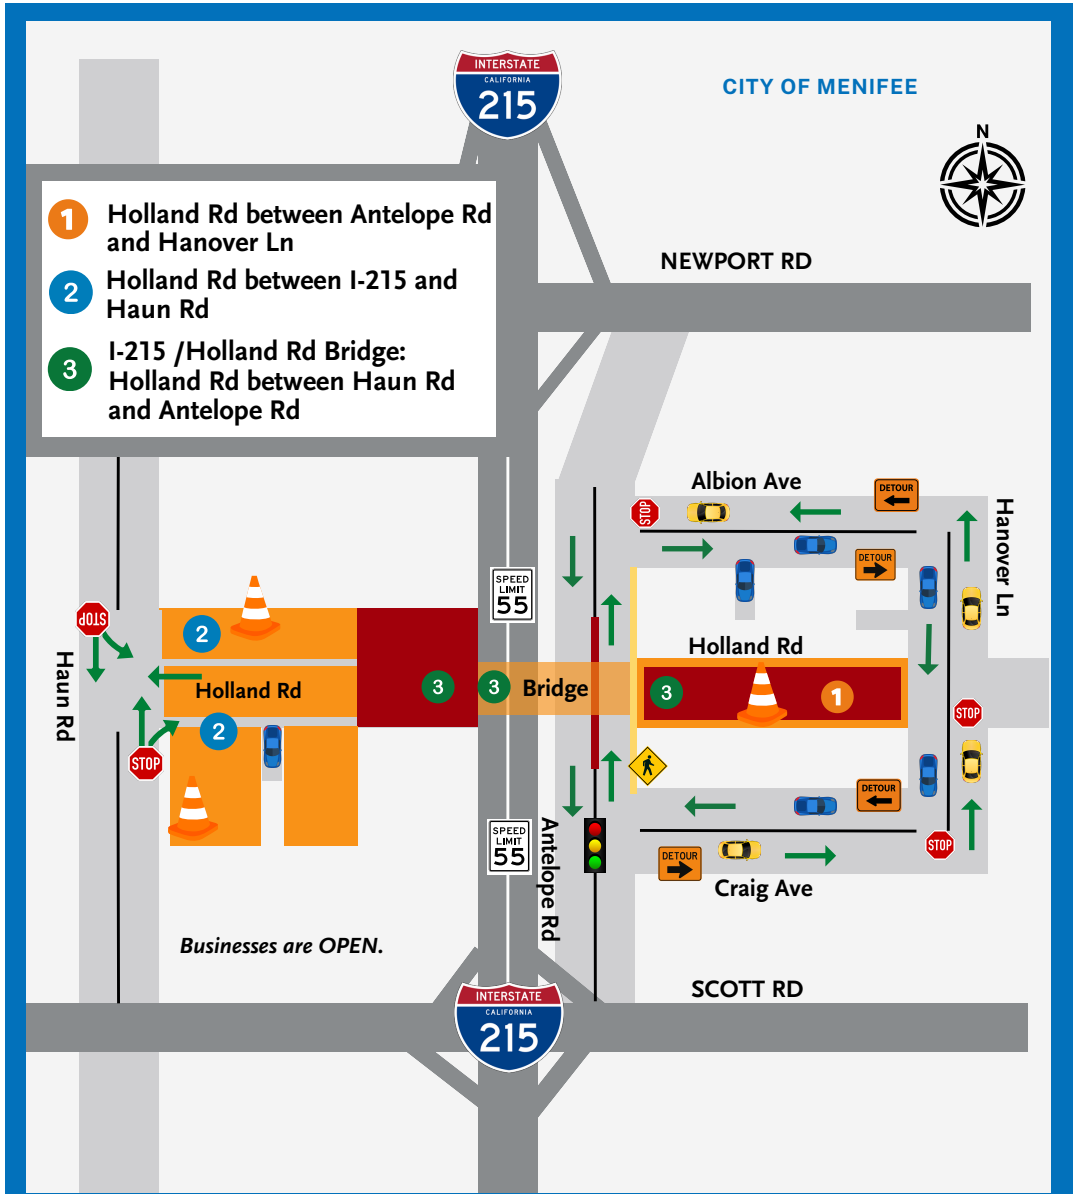 INTERSTATE
CALIFORNIA
215
CITY OF MENIFEE
N
1
Holland Rd between Antelope Rd
and Hanover Ln
2
Holland Rd between I-215 and
Haun Rd
3
I-215 /Holland Rd Bridge:
Holland Rd between Haun Rd
and Antelope Rd
NEWPORT RD
Albion Ave
DETOUR
STOP
Hanover Ln
DETOUR
SPEED
LIMIT
55
STOP
2
Holland Rd
Haun Rd
Holland Rd
3
3
Bridge
3
1
STOP
2
STOP
DETOUR
SPEED
LIMIT
55
Antelope Rd
STOP
DETOUR
Craig Ave
Businesses are OPEN.
SCOTT RD
INTERSTATE
CALIFORNIA
215